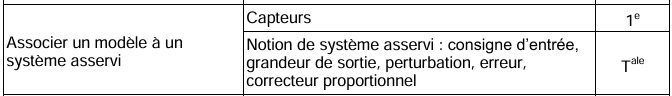 Capteurs
1e
Associer un modèle à un
système asservi
Notion de système asservi : consigne d'entrée,
grandeur de sortie, perturbation, erreur,
correcteur proportionnel
Tale